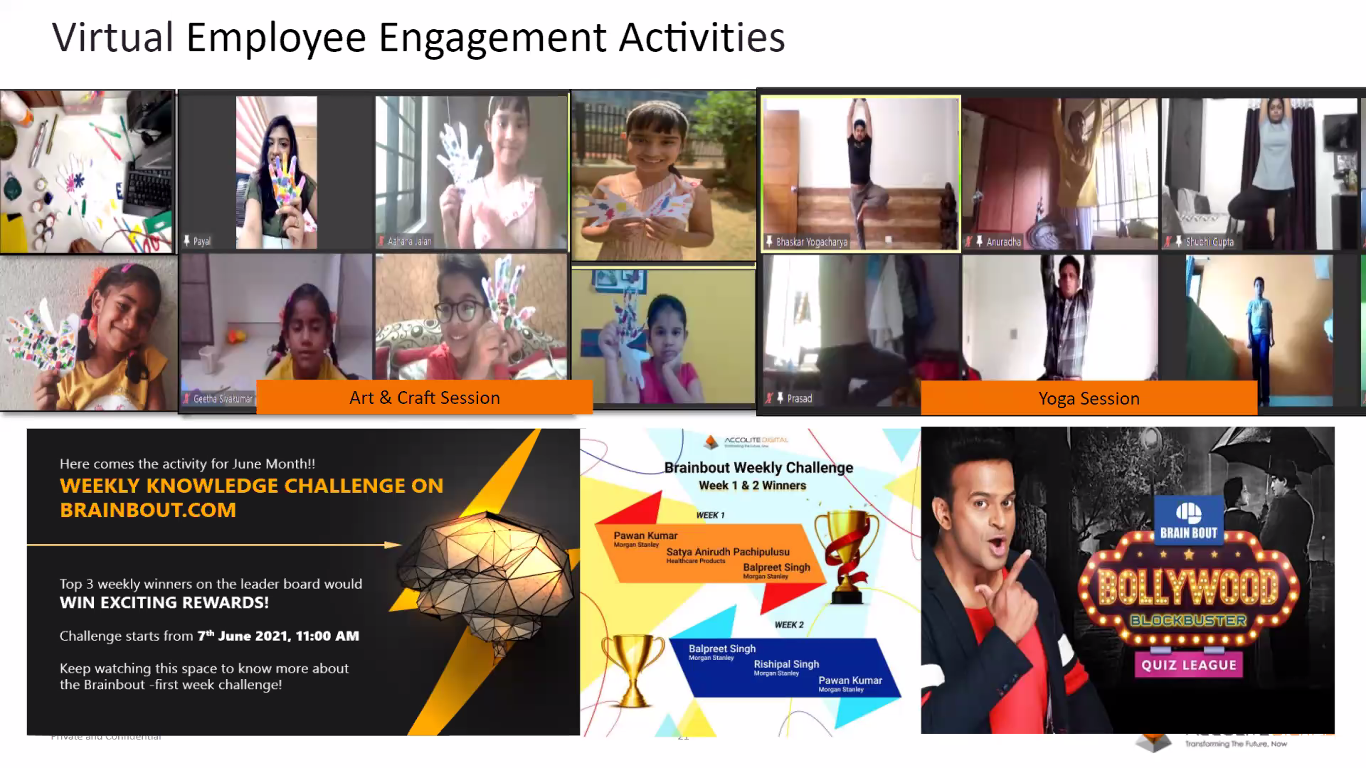 Virtual Employee Engagement Activities
Payal
Bhaskar Yogacharya
Anuradha
Shubhi Gupta
Geetha Sivakumar
Prasad
Art & Craft Session
Yoga Session
Here comes the activity for June Month!!
WEEKLY KNOWLEDGE CHALLENGE ON
BRAINBOUT.COM
Top 3 weekly winners on the leader board would
WIN EXCITING REWARDS!
Challenge starts from 7th June 2021, 11:00 AM
Keep watching this space to know more about
the Brainbout -first week challenge!
ACCOLITE DIGITAL
Brainbout Weekly Challenge
Week 1 & 2 Winners
WEEK 1
Pawan Kumar
Morgan Stanley
Satya Anirudh Pachipulusu
Healthcare Products
Balpreet Singh
Morgan Stanley
WEEK 2
Balpreet Singh
Morgan Stanley
Rishipal Singh
Morgan Stanley
Pawan Kumar
Morgan Stanley
BRAIN BOUT
BOLLYWOOD
BLOCKBUSTER
QUIZ LEAGUE
Private and Confidential
21
ACCOLITE DIGITAL
Transforming The Future, Now